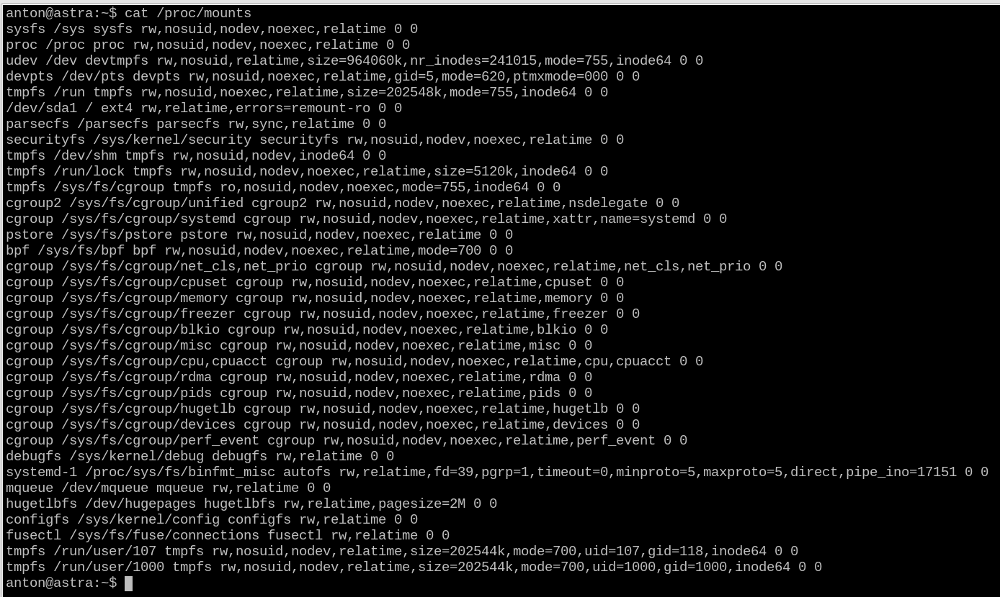 anton@astra:~$ cat /proc/mounts
sysfs /sys sysfs rw,nosuid,nodev,noexec,relatime 0 0
proc /proc proc rw,nosuid,nodev,noexec,relatime 0 0
udev /dev devtmpfs rw,nosuid,relatime,size=964060k,nr_inodes=241015,mode=755,inode64 0 0
devpts /dev/pts devpts rw,nosuid,noexec,relatime,gid=5,mode=620,ptmxmode=000 0 0
tmpfs /run tmpfs rw,nosuid,noexec,relatime,size=202548k,mode=755,inode64 0 0
/dev/sda1 / ext4 rw,relatime,errors=remount-ro 0 0
parsecfs /parsecfs parsecfs rw,sync,relatime 0 0
securityfs /sys/kernel/security securityfs rw,nosuid,nodev,noexec,relatime 0 0
tmpfs /dev/shm tmpfs rw,nosuid,nodev,inode64 0 0
tmpfs /run/lock tmpfs rw,nosuid,nodev,noexec,relatime,size=5120k,inode64 0 0
tmpfs /sys/fs/cgroup tmpfs ro,nosuid,nodev,noexec,mode=755,inode64 0 0
cgroup2 /sys/fs/cgroup/unified cgroup2 rw,nosuid,nodev,noexec,relatime,nsdelegate 0 0
cgroup /sys/fs/cgroup/systemd cgroup rw,nosuid,nodev,noexec,relatime,xattr,name=systemd 0 0
pstore /sys/fs/pstore pstore rw,nosuid,nodev,noexec,relatime 0 0
bpf /sys/fs/bpf bpf rw,nosuid,nodev,noexec,relatime,mode=700 0 0
cgroup /sys/fs/cgroup/net_cls,net_prio cgroup rw,nosuid,nodev,noexec,relatime,net_cls,net_prio 0 0
cgroup /sys/fs/cgroup/cpuset cgroup rw,nosuid,nodev,noexec,relatime,cpuset 0 0
cgroup /sys/fs/cgroup/memory cgroup rw,nosuid,nodev,noexec,relatime,memory 0 0
cgroup /sys/fs/cgroup/freezer cgroup rw,nosuid,nodev,noexec,relatime,freezer 0 0
cgroup /sys/fs/cgroup/blkio cgroup rw,nosuid,nodev,noexec,relatime,blkio 0 0
cgroup /sys/fs/cgroup/misc cgroup rw,nosuid,nodev,noexec,relatime,misc 0 0
cgroup /sys/fs/cgroup/cpu,cpuacct cgroup rw,nosuid,nodev,noexec,relatime,cpu,cpuacct 0 0
cgroup /sys/fs/cgroup/rdma cgroup rw,nosuid,nodev,noexec,relatime,rdma 0 0
cgroup /sys/fs/cgroup/pids cgroup rw,nosuid,nodev,noexec,relatime,pids 0 0
cgroup /sys/fs/cgroup/hugetlb cgroup rw,nosuid,nodev,noexec,relatime,hugetlb 0 0
cgroup /sys/fs/cgroup/devices cgroup rw,nosuid,nodev,noexec,relatime,devices 0 0
cgroup /sys/fs/cgroup/perf_event cgroup rw,nosuid,nodev,noexec,relatime,perf_event 0 0
debugfs /sys/kernel/debug debugfs rw,relatime 0 0
systemd-1 /proc/sys/fs/binfmt_misc autofs rw,relatime,fd=39,pgrp=1,timeout=0,minproto=5,maxproto=5,direct,pipe_ino=17151 0 0
mqueue /dev/mqueue mqueue rw,relatime 0 0
hugetlbfs /dev/hugepages hugetlbfs rw,relatime,pagesize=2M 0 0
configfs /sys/kernel/config configfs rw,relatime 0 0
fusectl /sys/fs/fuse/connections fusectl rw,relatime 0 0
tmpfs /run/user/107 tmpfs rw,nosuid,nodev,relatime,size=202544k,mode=700,uid=107,gid=118,inode64 0 0
tmpfs /run/user/1000 tmpfs rw,nosuid,nodev,relatime,size=202544k,mode=700,uid=1000,gid=1000,inode64 0 0
anton@astra:~$